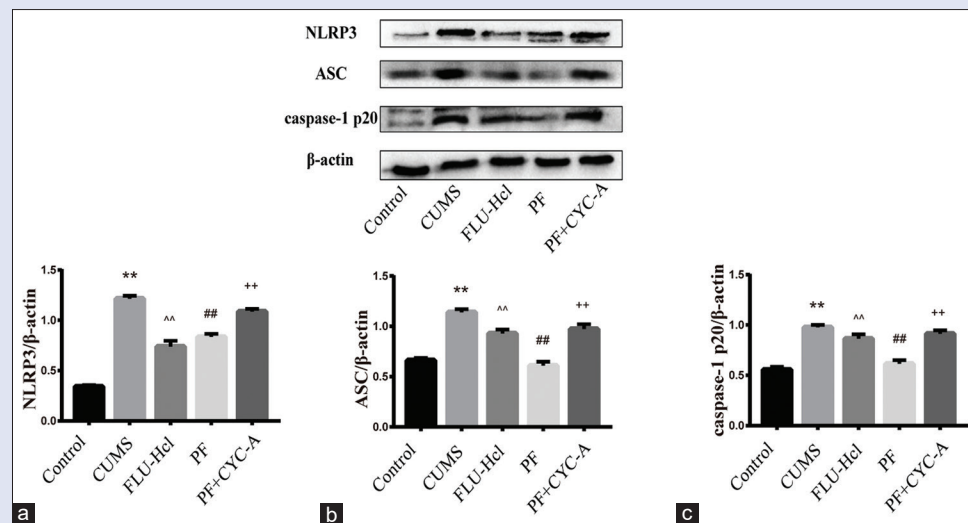 NLRP3
ASC
caspase-1 p20
β-actin
Control
CUMS
FLU-Hcl
PF
PF+CYC-A
NLRP3/β-actin
1.5
1.0
0.5
0.0
**
^^
##
++
Control
CUMS
FLU-Hcl
PF
PF+CYC-A
a
ASC/β-actin
1.5
1.0
0.5
0.0
**
^^
##
++
Control
CUMS
FLU-Hcl
PF
PF+CYC-A
b
caspase-1 p20/β-actin
1.5
1.0
0.5
0.0
**
^^
##
++
Control
CUMS
FLU-Hcl
PF
PF+CYC-A
c